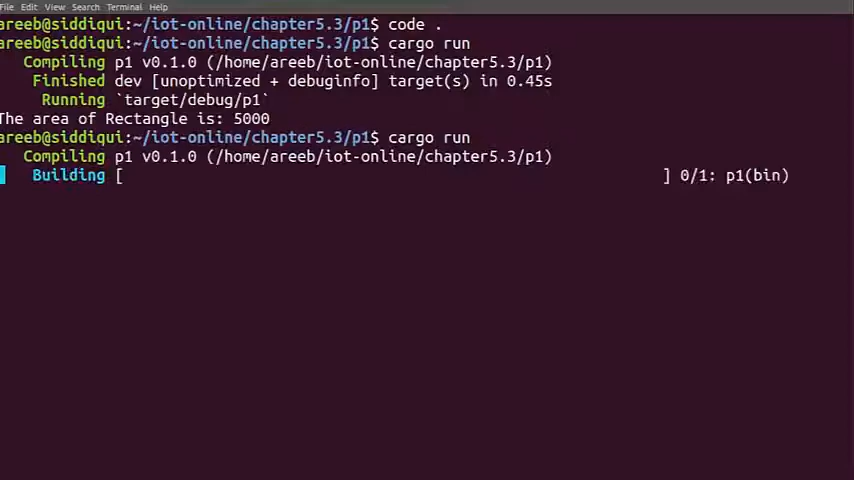 File Edit View Search Terminal Help
areeb@siddiqui:~/iot-online/chapter5.3/p1$ code .
areeb@siddiqui:~/iot-online/chapter5.3/p1$ cargo run
Compiling p1 v0.1.0 (/home/areeb/iot-online/chapter5.3/p1)
Finished dev [unoptimized + debuginfo] target(s) in 0.45s
Running `target/debug/p1`
The area of Rectangle is: 5000
areeb@siddiqui:~/iot-online/chapter5.3/p1$ cargo run
Compiling p1 v0.1.0 (/home/areeb/iot-online/chapter5.3/p1)
Building [ ] 0/1: p1(bin)